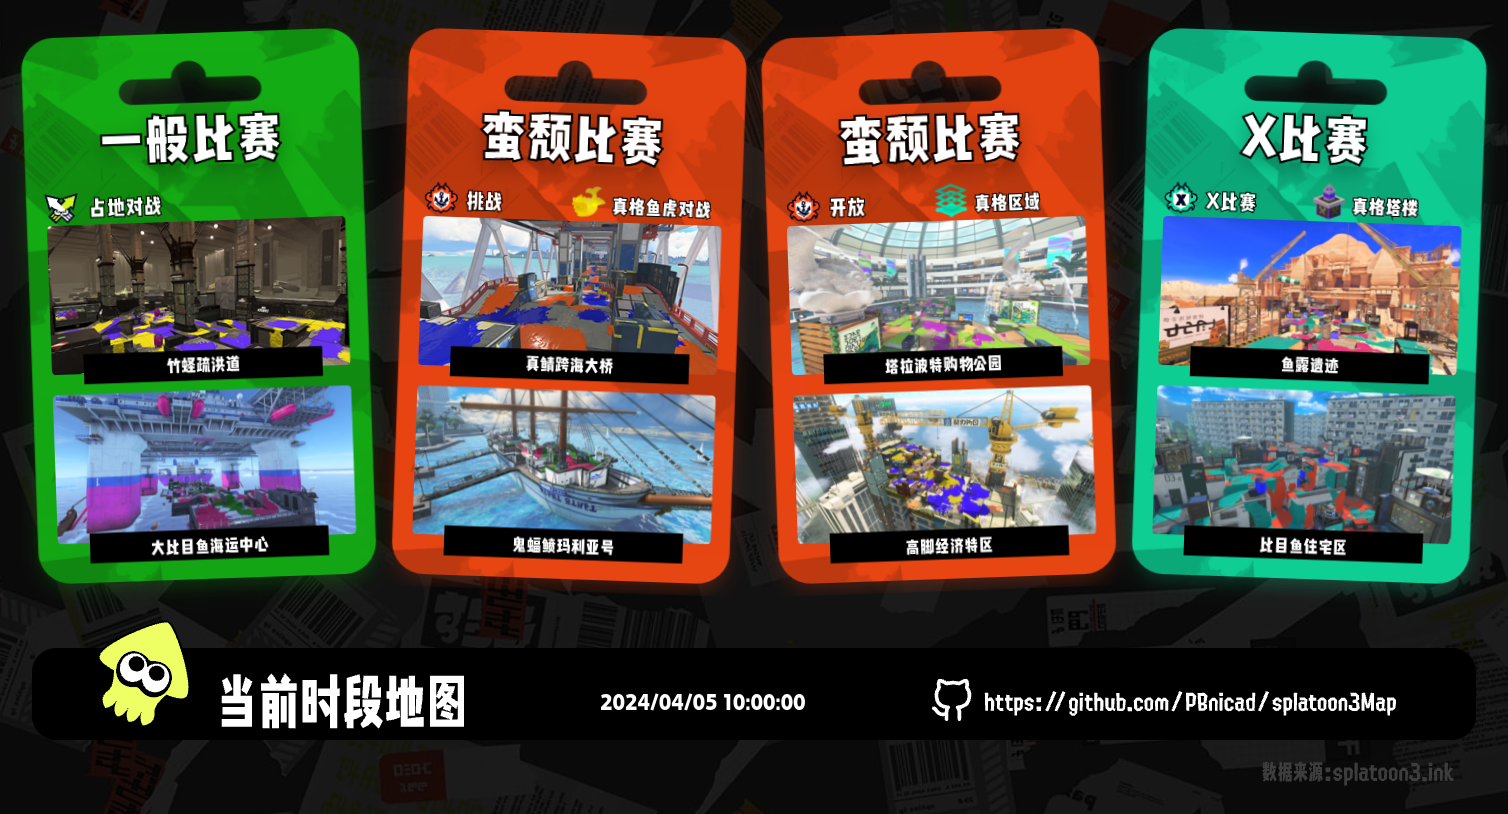 一般比赛
占地对战
竹蛏疏洪道
大比目鱼海运中心
蛮颓比赛
挑战
真格鱼虎对战
真鲭跨海大桥
鬼蝠鲼玛利亚号
蛮颓比赛
开放
真格区域
塔拉波特购物公园
高脚经济特区
X比赛
X比赛
真格塔楼
鱼露遗迹
比目鱼住宅区
当前时段地图
2024/04/05 10:00:00
https://github.com/PBnicad/splatoon3Map
数据来源:splatoon3.ink